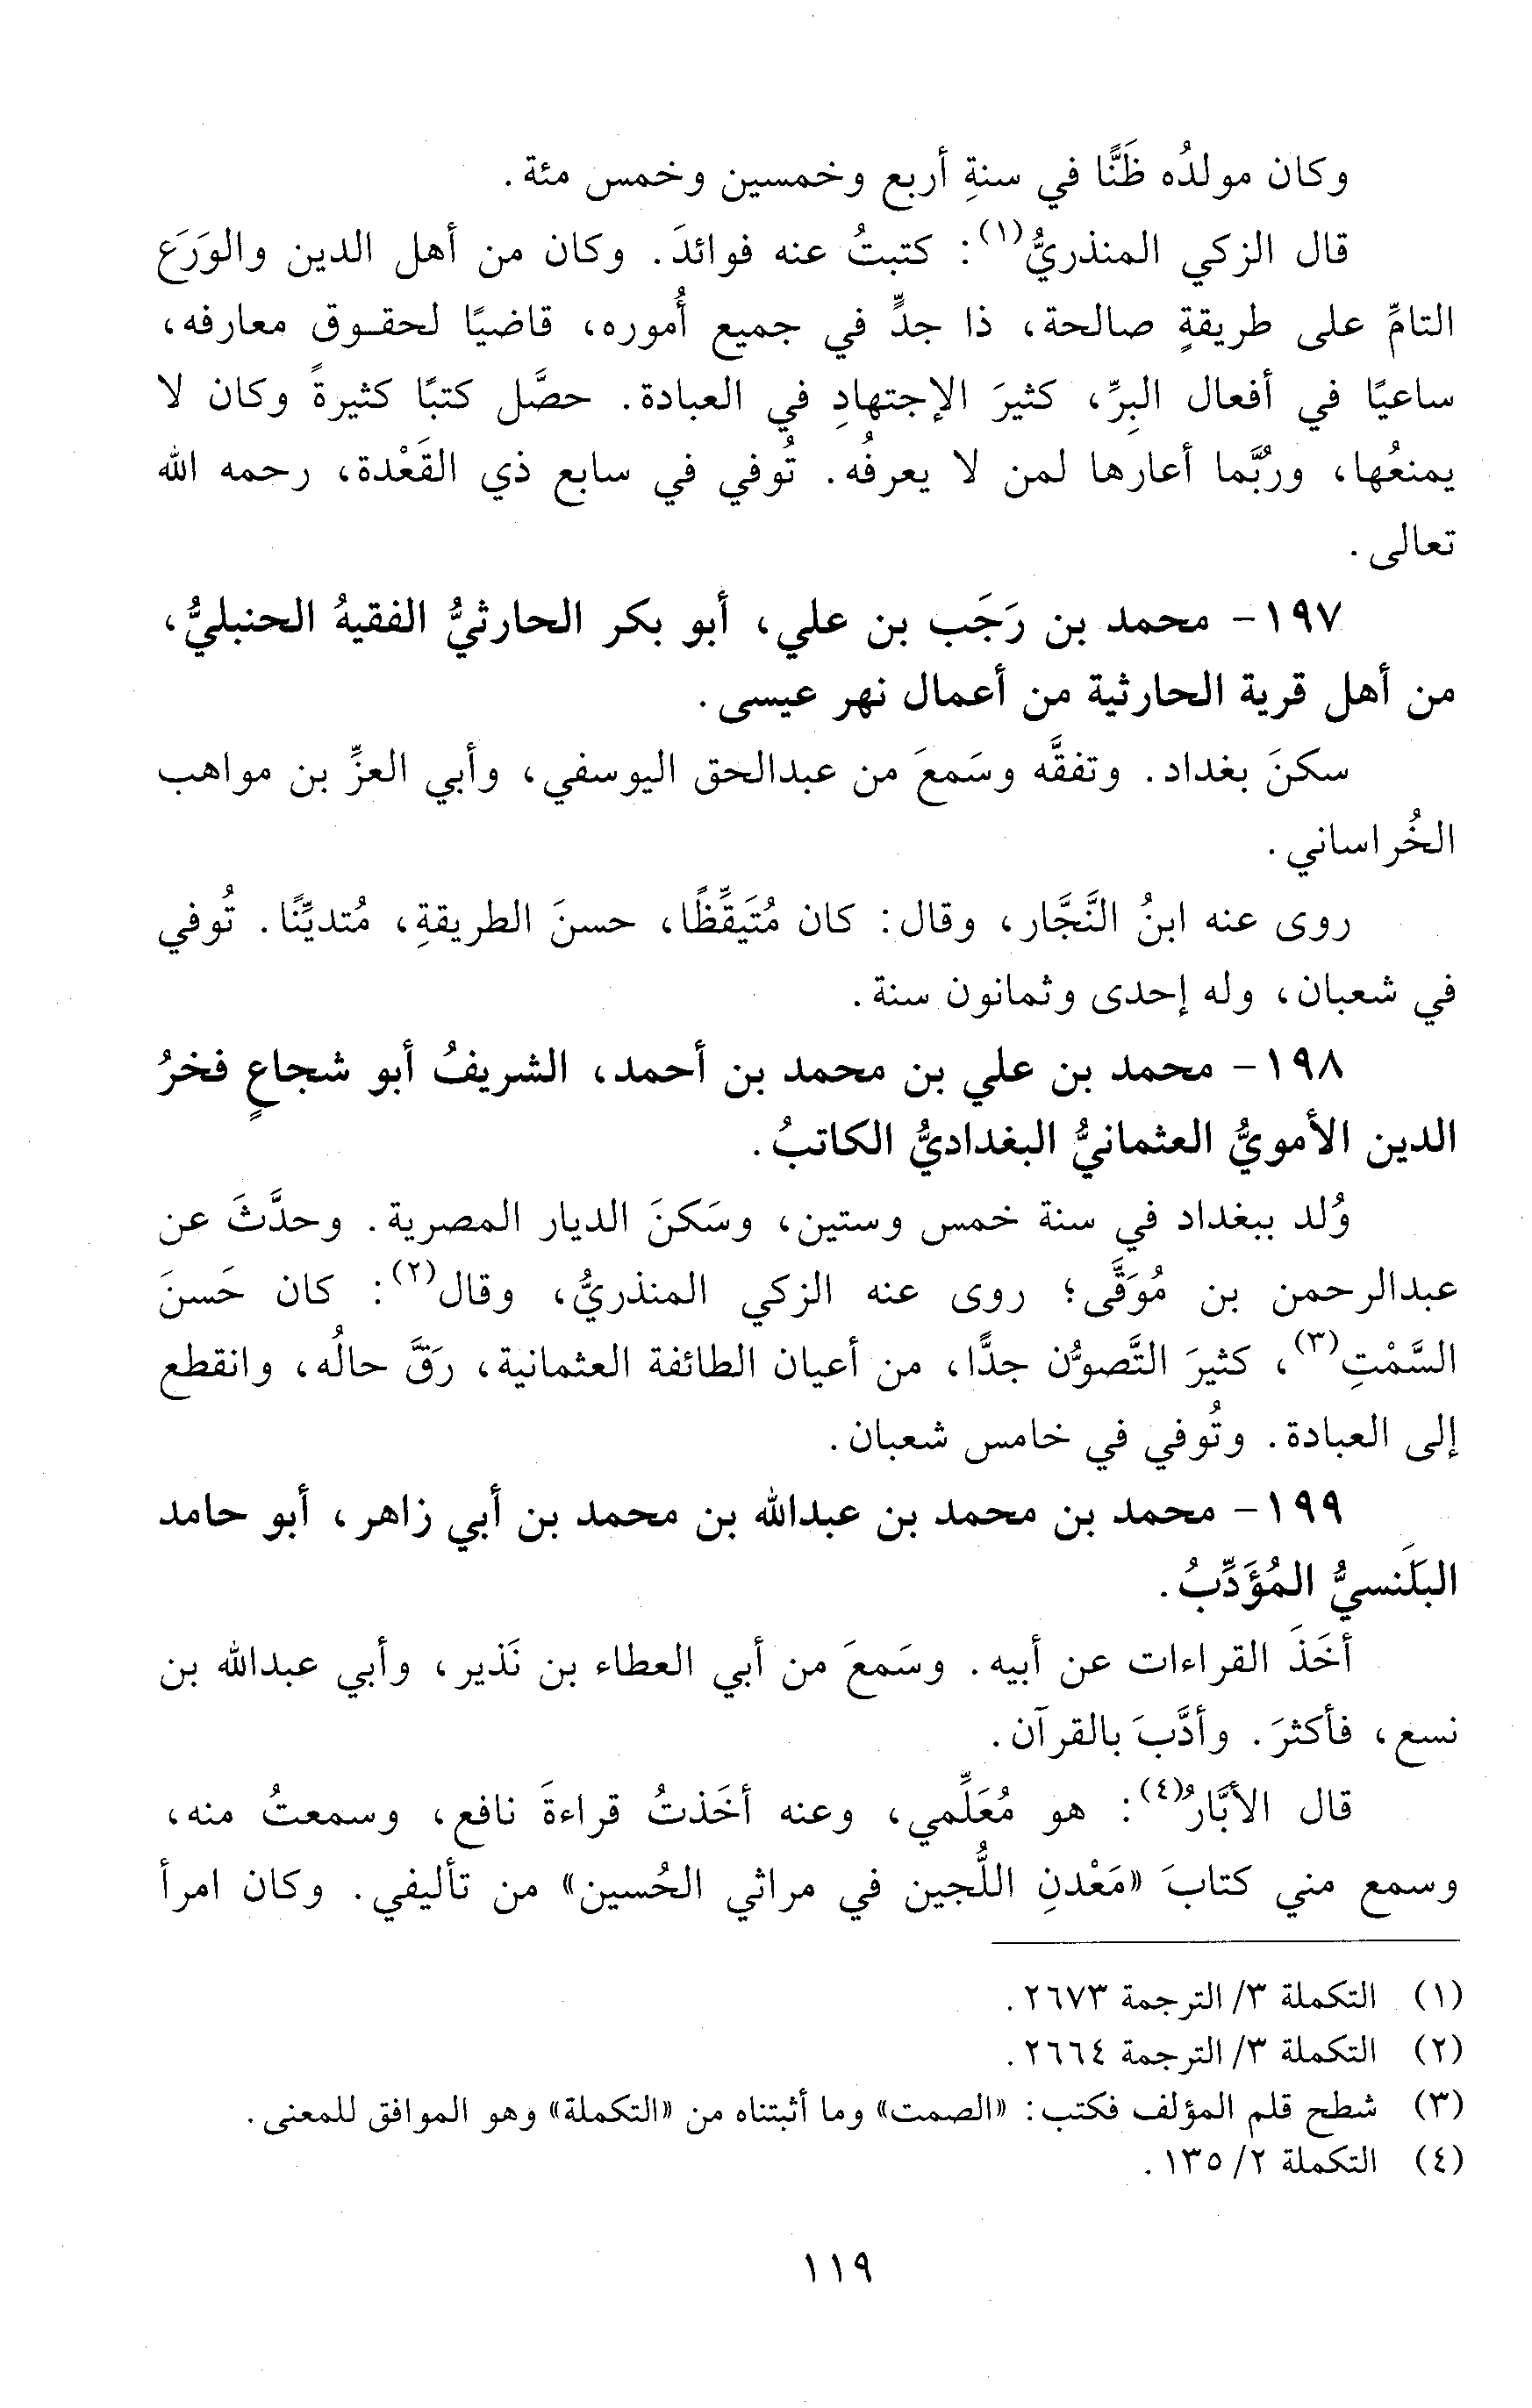 وكان مولدُه ظَنًّا في سنةِ أربع وخمسين وخمس مئة.
قال الزكي المنذريُّ(١): كتبتُ عنه فوائدَ. وكان من أهل الدين والوَرَع
التامِّ على طريقةٍ صالحة، ذا جدٍّ في جميع أُموره، قاضيًا لحقـوق معارفه،
ساعيًا في أفعال البِرِّ، كثيرَ الإجتهادِ في العبادة. حصَّل كتبًا كثيرةً وكان لا
يمنعُها، ورُبَّما أعارها لمن لا يعرفُه. تُوفي في سابع ذي القَعْدة، رحمه الله
تعالى.
١٩٧- محمد بن رَجَب بن علي، أبو بكر الحارثيُّ الفقيهُ الحنبليُّ،
من أهل قرية الحارثية من أعمال نهر عيسى.
سكنَ بغداد. وتفقَّه وسَمعَ من عبدالحق اليوسفي، وأبي العزِّ بن مواهب
الخُراساني.
روى عنه ابنُ النَّجَّار، وقال: كان مُتَيَقِّظًا، حسنَ الطريقةِ، مُتديِّنًا. تُوفي
في شعبان، وله إحدى وثمانون سنة.
١٩٨- محمد بن علي بن محمد بن أحمد، الشريفُ أبو شجاعٍ فخرُ
الدين الأمويُّ العثمانيُّ البغداديُّ الكاتبُ.
وُلد ببغداد في سنة خمس وستين، وسَكنَ الديار المصرية. وحدَّثَ عن
عبدالرحمن بن مُوَقَّى؛ روى عنه الزكي المنذريُّ، وقال(٢): كان حَسنَ
السَّمْتِ(٣)، كثيرَ التَّصوُّن جدًّا، من أعيان الطائفة العثمانية، رَقَّ حالُه، وانقطع
إلى العبادة. وتُوفي في خامس شعبان.
١٩٩- محمد بن محمد بن عبدالله بن محمد بن أبي زاهر، أبو حامد
البلَنسيُّ المُؤَدِّبُ.
أخَذَ القراءات عن أبيه. وسَمعَ من أبي العطاء بن نَذير، وأبي عبدالله بن
نسع، فأكثرَ. وأدَّبَ بالقرآن.
قال الأبَّارُ(٤): هو مُعَلِّمي، وعنه أخَذتُ قراءةَ نافع، وسمعتُ منه،
وسمع مني كتابَ «مَعْدنِ اللُّجين في مراثي الحُسين» من تأليفي. وكان امرأ
(١) التكملة ٣/ الترجمة ٢٦٧٣.
(٢) التكملة ٣/ الترجمة ٢٦٦٤.
(٣) شطح قلم المؤلف فكتب: «الصمت» وما أثبتناه من «التكملة» وهو الموافق للمعنى.
(٤) التكملة ٢/ ١٣٥.
١١٩